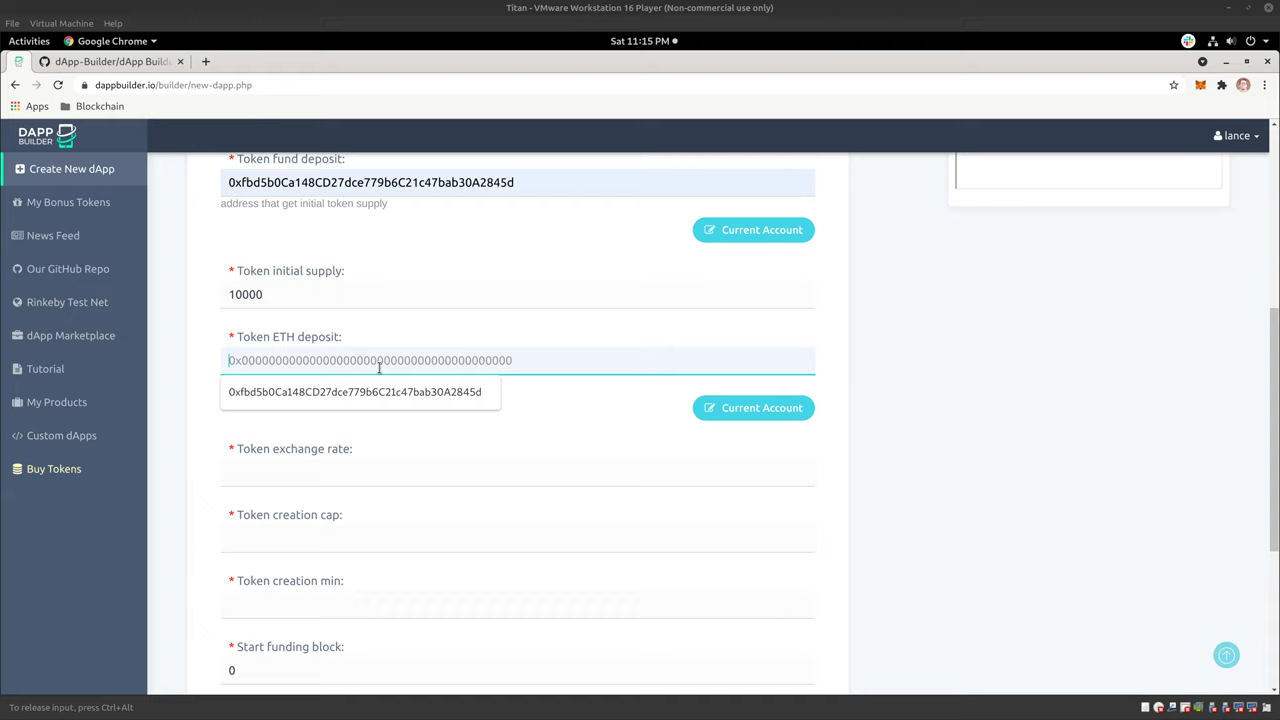 Titan - VMware Workstation 16 Player (Non-commercial use only)
File Virtual Machine Help
Activities Google Chrome Sat 11:15 PM
dApp-Builder/dApp Build
dappbuilder.io/builder/new-dapp.php
Apps Blockchain
DAPP BUILDER
lance
Create New dApp
My Bonus Tokens
News Feed
Our GitHub Repo
Rinkeby Test Net
dApp Marketplace
Tutorial
My Products
Custom dApps
Buy Tokens
* Token fund deposit:
0xfbd5b0Ca148CD27dce779b6C21c47bab30A2845d
address that get initial token supply
Current Account
* Token initial supply:
10000
* Token ETH deposit:
0x0000000000000000000000000000000000000000
0xfbd5b0Ca148CD27dce779b6C21c47bab30A2845d
Current Account
* Token exchange rate:
* Token creation cap:
* Token creation min:
* Start funding block:
0
To release input, press Ctrl+Alt